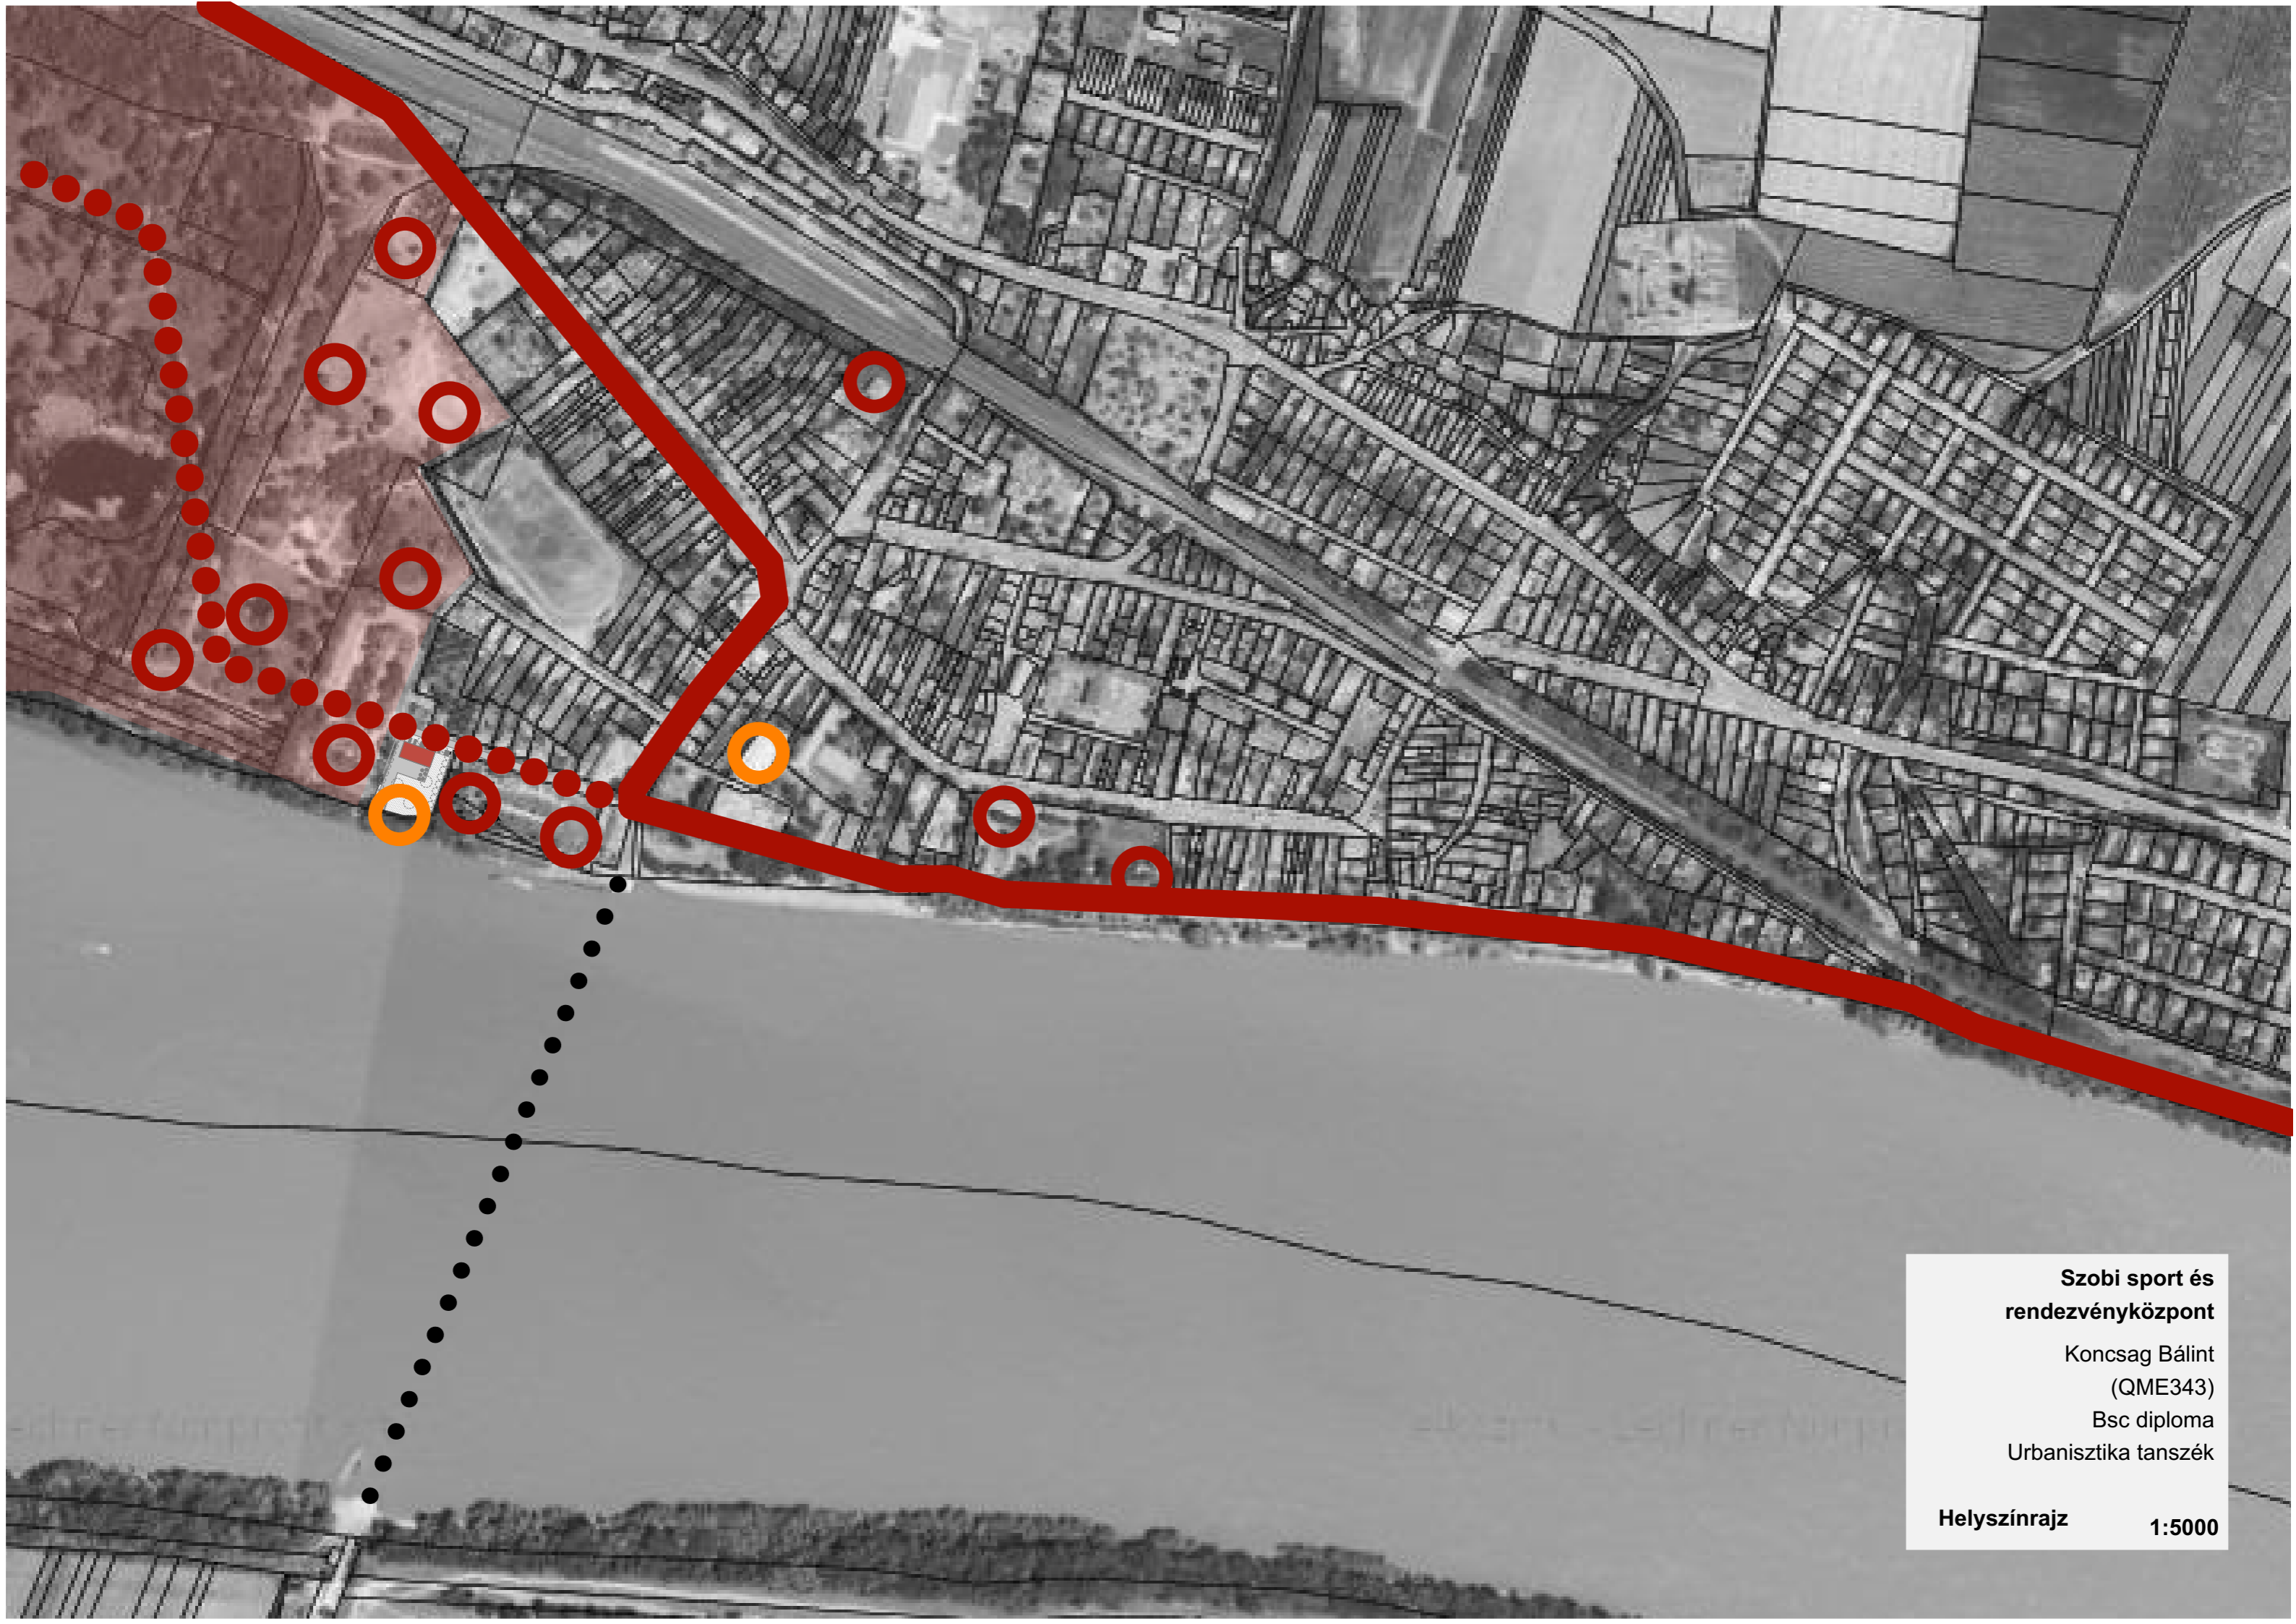 Szobi sport és
rendezvényközpont
Koncsag Bálint
(QME343)
Bsc diploma
Urbanisztika tanszék
Helyszínrajz 1:5000